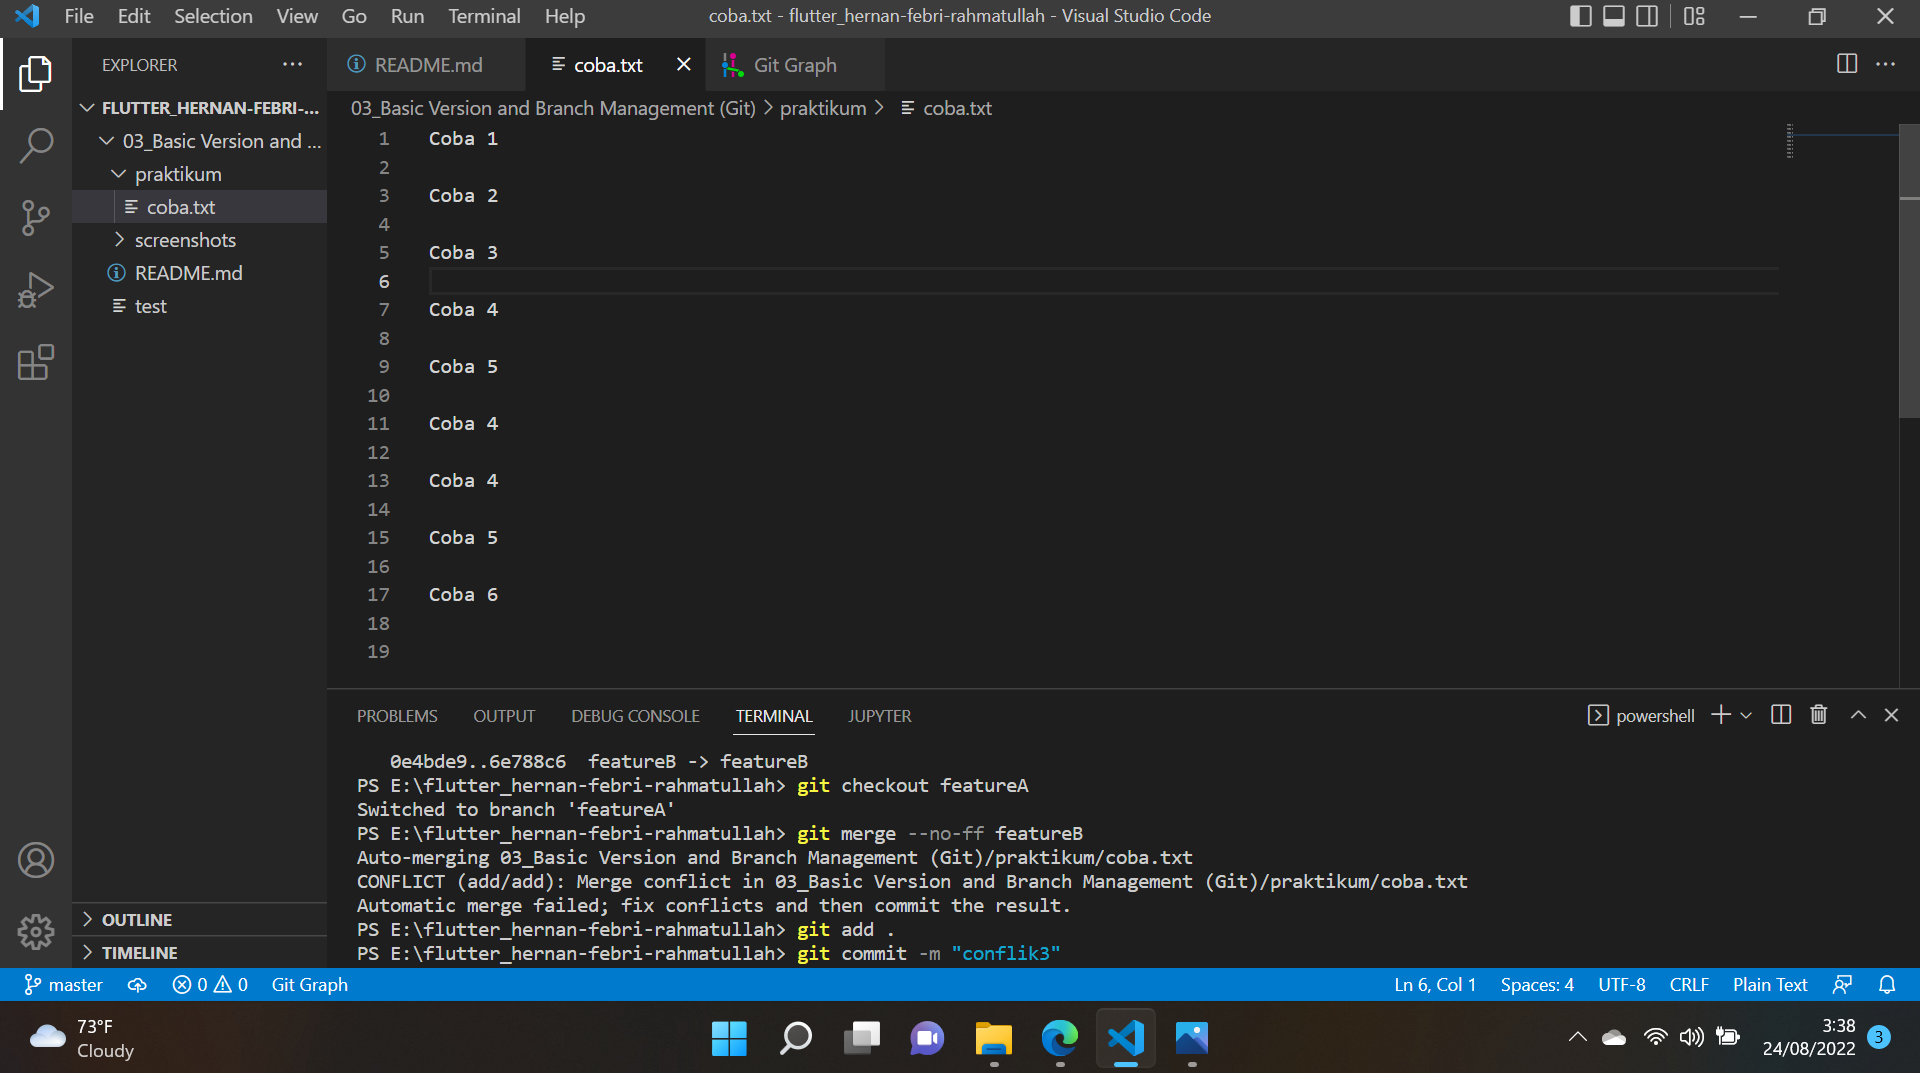 File Edit Selection View Go Run Terminal Help
coba.txt - flutter_hernan-febri-rahmatullah - Visual Studio Code
EXPLORER ...
FLUTTER_HERNAN-FEBRI-...
03_Basic Version and ...
praktikum
coba.txt
screenshots
README.md
test
OUTLINE
TIMELINE
README.md
coba.txt
Git Graph
03_Basic Version and Branch Management (Git) > praktikum > coba.txt
1 Coba 1
2
3 Coba 2
4
5 Coba 3
6
7 Coba 4
8
9 Coba 5
10
11 Coba 4
12
13 Coba 4
14
15 Coba 5
16
17 Coba 6
18
19
PROBLEMS OUTPUT DEBUG CONSOLE TERMINAL JUPYTER
powershell
0e4bde9..6e788c6  featureB -> featureB
PS E:\flutter_hernan-febri-rahmatullah> git checkout featureA
Switched to branch 'featureA'
PS E:\flutter_hernan-febri-rahmatullah> git merge --no-ff featureB
Auto-merging 03_Basic Version and Branch Management (Git)/praktikum/coba.txt
CONFLICT (add/add): Merge conflict in 03_Basic Version and Branch Management (Git)/praktikum/coba.txt
Automatic merge failed; fix conflicts and then commit the result.
PS E:\flutter_hernan-febri-rahmatullah> git add .
PS E:\flutter_hernan-febri-rahmatullah> git commit -m "conflik3"
master 0 0 Git Graph
Ln 6, Col 1 Spaces: 4 UTF-8 CRLF Plain Text
73°F
Cloudy
3:38
24/08/2022
3